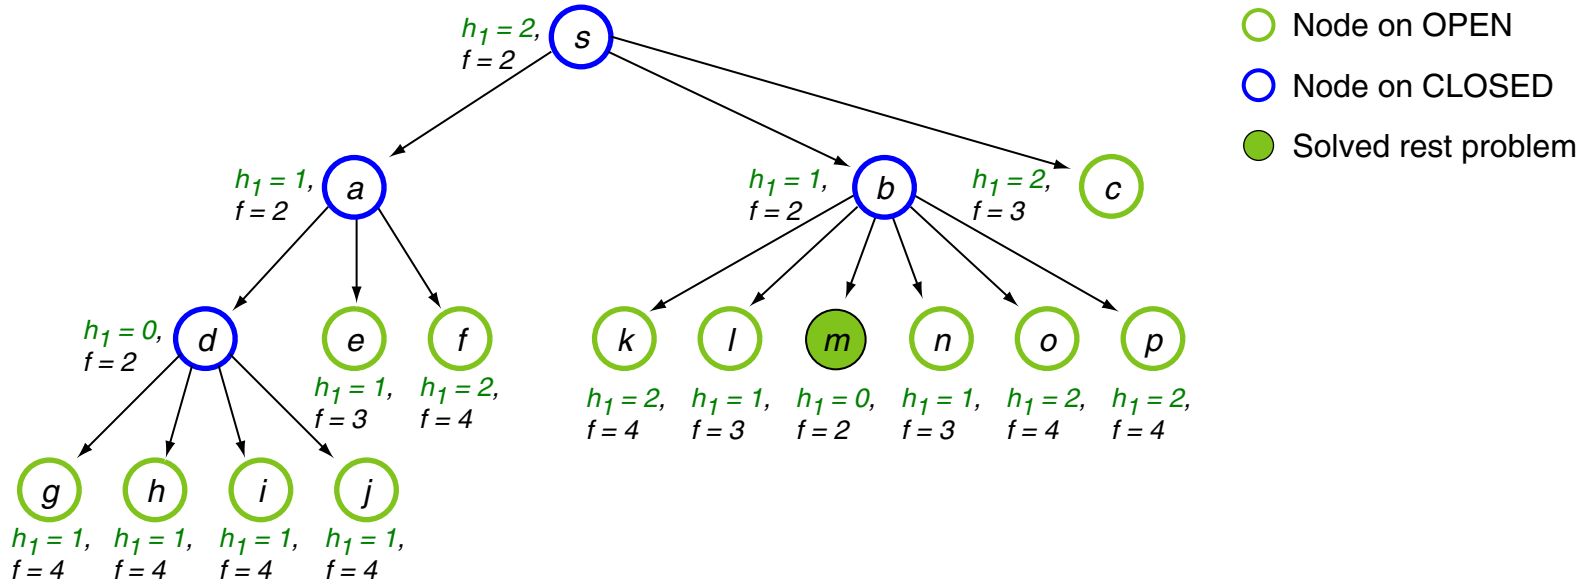 h1 = 2,
f = 2
s
Node on OPEN
Node on CLOSED
Solved rest problem
h1 = 1,
f = 2
a
h1 = 1,
f = 2
b
h1 = 2,
f = 3
c
h1 = 0,
f = 2
d
e
f
k
l
m
n
o
p
h1 = 1,
f = 3
h1 = 2,
f = 4
h1 = 2,
f = 4
h1 = 1,
f = 3
h1 = 0,
f = 2
h1 = 1,
f = 3
h1 = 2,
f = 4
h1 = 2,
f = 4
g
h
i
j
h1 = 1,
f = 4
h1 = 1,
f = 4
h1 = 1,
f = 4
h1 = 1,
f = 4